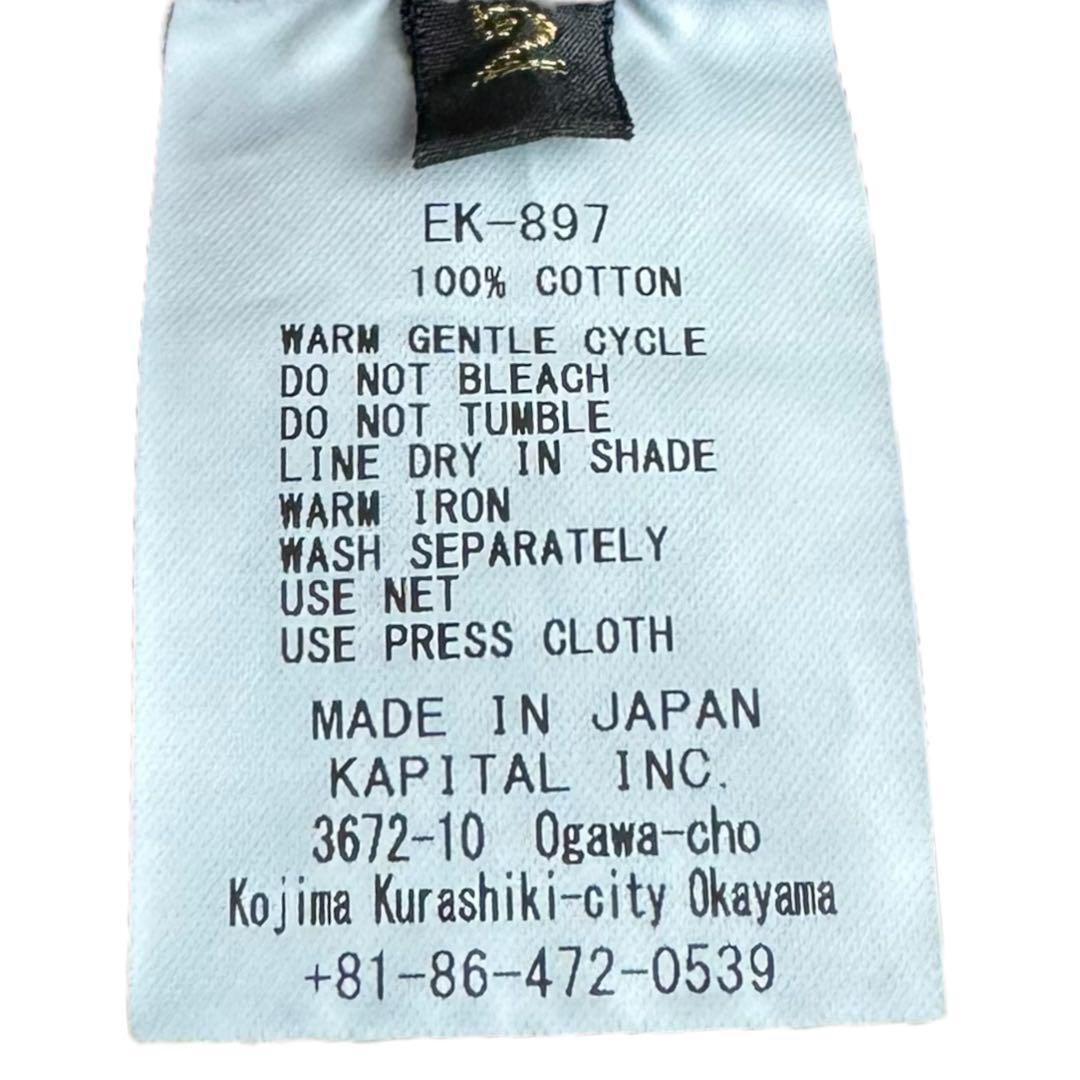 2
EK-897
100% COTTON
WARM GENTLE CYCLE
DO NOT BLEACH
DO NOT TUMBLE
LINE DRY IN SHADE
WARM IRON
WASH SEPARATELY
USE NET
USE PRESS CLOTH
MADE IN JAPAN
KAPITAL INC.
3672-10 Ogawa-cho
Kojima Kurashiki-city Okayama
+81-86-472-0539